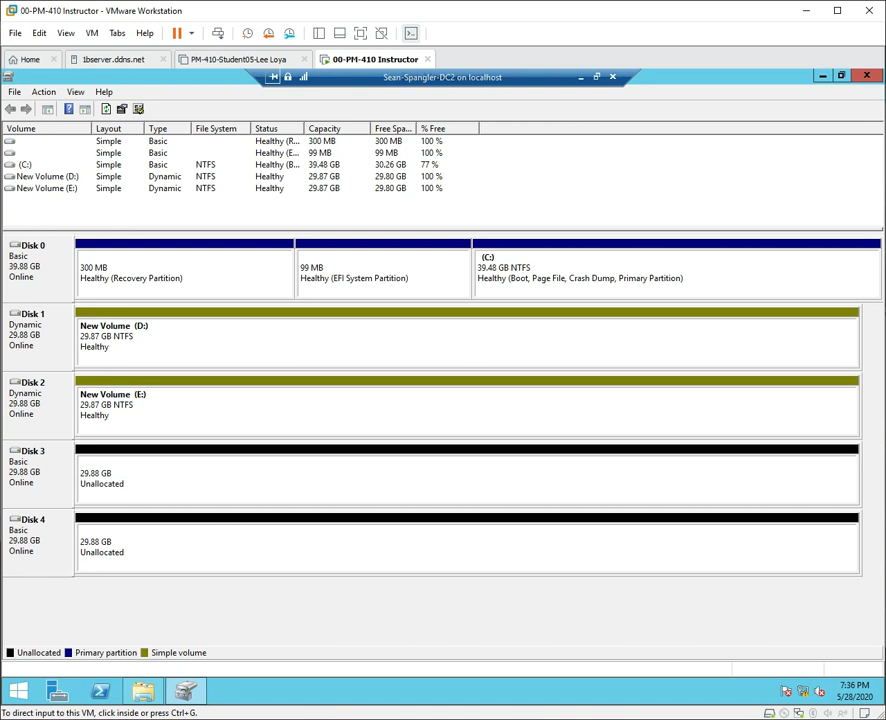 00-PM-410 Instructor - VMware Workstation
File Edit View VM Tabs Help
Home 1bserver.ddns.net PM-410-Student05-Lee Loya 00-PM-410 Instructor
Sean-Spangler-DC2 on localhost
File Action View Help
Volume Layout Type File System Status Capacity Free Spa... % Free
Simple Basic Healthy (R... 300 MB 300 MB 100 %
Simple Basic Healthy (E... 99 MB 99 MB 100 %
(C:) Simple Basic NTFS Healthy (B... 39.48 GB 30.26 GB 77 %
New Volume (D:) Simple Dynamic NTFS Healthy 29.87 GB 29.80 GB 100 %
New Volume (E:) Simple Dynamic NTFS Healthy 29.87 GB 29.80 GB 100 %
Disk 0
Basic
39.88 GB
Online
300 MB
Healthy (Recovery Partition)
99 MB
Healthy (EFI System Partition)
(C:)
39.48 GB NTFS
Healthy (Boot, Page File, Crash Dump, Primary Partition)
Disk 1
Dynamic
29.88 GB
Online
New Volume (D:)
29.87 GB NTFS
Healthy
Disk 2
Dynamic
29.88 GB
Online
New Volume (E:)
29.87 GB NTFS
Healthy
Disk 3
Basic
29.88 GB
Online
29.88 GB
Unallocated
Disk 4
Basic
29.88 GB
Online
29.88 GB
Unallocated
Unallocated Primary partition Simple volume
7:36 PM
5/28/2020
To direct input to this VM, click inside or press Ctrl+G.